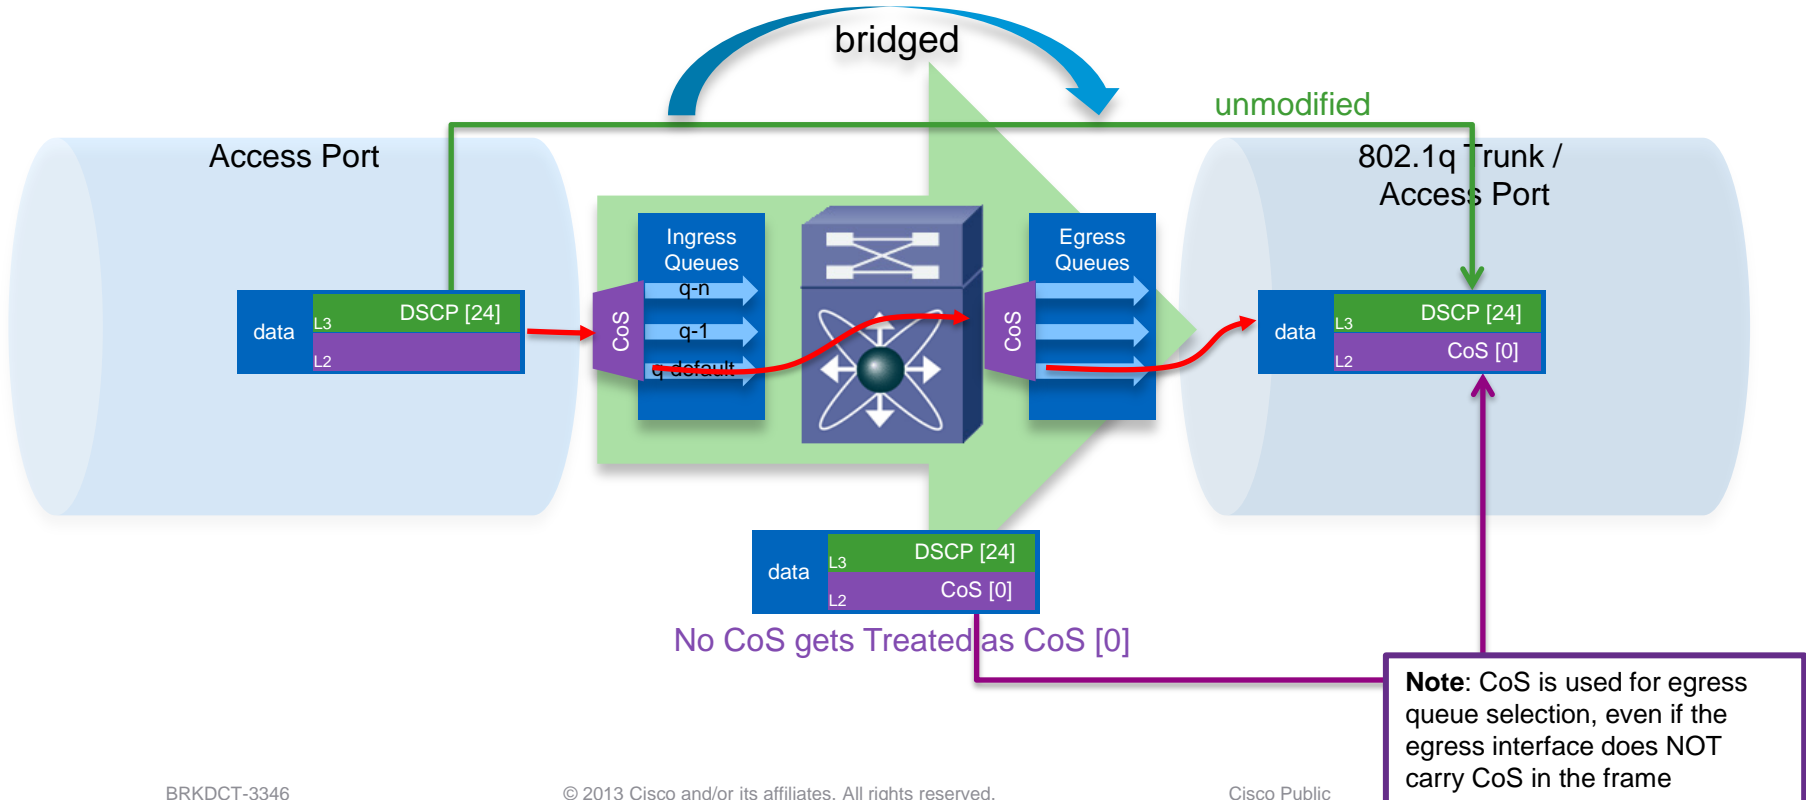 bridged
unmodified
Access Port
802.1q Trunk /
Access Port
Ingress
Queues
q-n
q-1
q-default
CoS
Egress
Queues
CoS
data
L3
DSCP [24]
L2
data
L3
DSCP [24]
L2
CoS [0]
data
L3
DSCP [24]
L2
CoS [0]
No CoS gets Treated as CoS [0]
Note: CoS is used for egress
queue selection, even if the
egress interface does NOT
carry CoS in the frame
BRKDCT-3346
© 2013 Cisco and/or its affiliates. All rights reserved.
Cisco Public